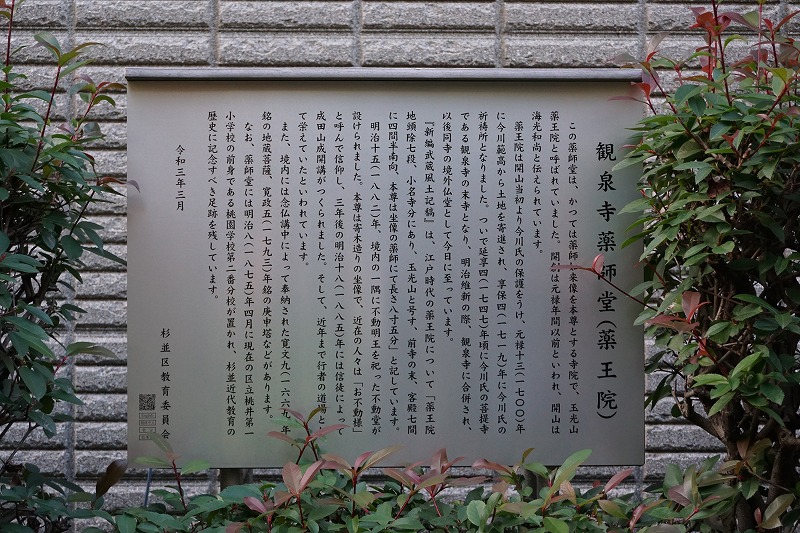 観泉寺薬師堂(薬王院)
この薬師堂は、かつては薬師如来像を本尊とする寺院で、玉光山
薬王院と呼ばれていました。開創は元禄年間以前といわれ、開山は
海光和尚と伝えられています。
薬王院は開山当初より今川氏の保護をうけ、元禄十三(一七〇〇)年
に今川範高から土地を寄進され、享保四(一七一九)年に今川氏の
祈祷所となりました。ついで延享四(一七四七)年頃に今川氏の菩提寺
である観泉寺の末寺となり、明治維新の際、観泉寺に合併され、
以後同寺の境外仏堂として今日に至っています。
『新編武蔵風土記稿』は、江戸時代の薬王院について「薬王院
地頭除七段、小名寺分にあり、玉光山と号す、前寺の末、客殿七間
に四間半南向、本尊は坐像の薬師にて長さ八寸五分」と記しています。
明治十五(一八八二)年、境内の一隅に不動明王を祀った不動堂が
設けられました。本尊は寄木造りの坐像で、近在の人々は「お不動様」
と呼んで信仰し、三年後の明治十八(一八八五)年には信徒によって
成田山成開講がつくられました。そして、近年まで行者の道場とし
て栄えていたといわれています。
また、境内には念仏講中によって奉納された寛文九(一六六九)年
銘の地蔵菩薩、寛政五(一七九三)年銘の庚申塔などがあります。
なお、薬師堂には明治八(一八七五)年四月に現在の区立桃井第一
小学校の前身である桃園学校第二番分校が置かれ、杉並近代教育の
歴史に記念すべき足跡を残しています。
令和三年三月
杉並区教育委員会